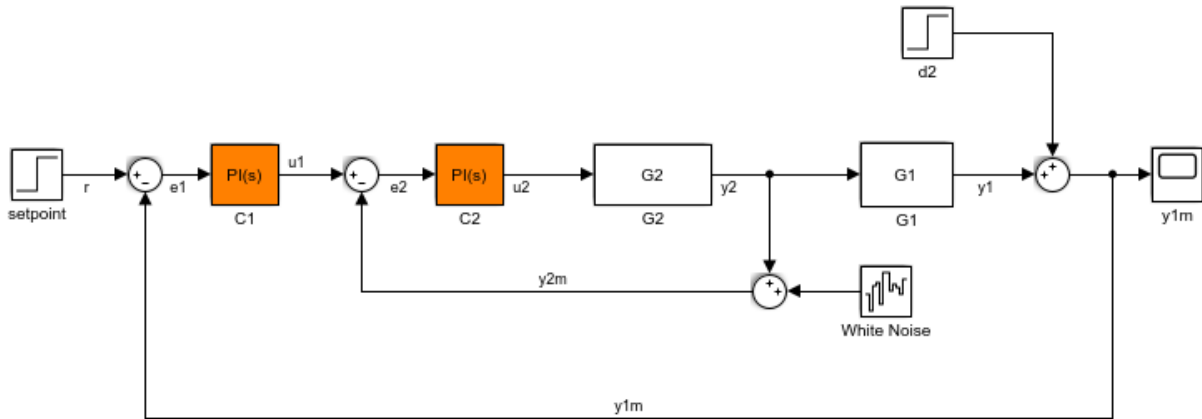 d2
setpoint
r
e1
PI(s)
C1
u1
e2
PI(s)
C2
u2
G2
G2
y2
G1
G1
y1
y1m
y2m
White Noise
y1m